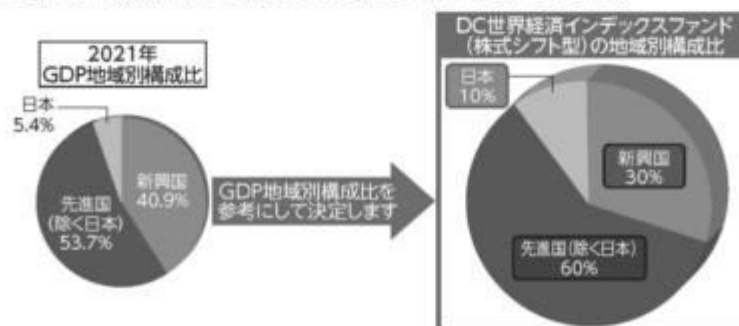 2021年
GDP地域別構成比
日本
5.4%
新興国
40.9%
先進国
(除く日本)
53.7%
GDP地域別構成比を
参考にして決定します
DC世界経済インデックスファンド
(株式シフト型)の地域別構成比
日本
10%
新興国
30%
先進国(除く日本)
60%